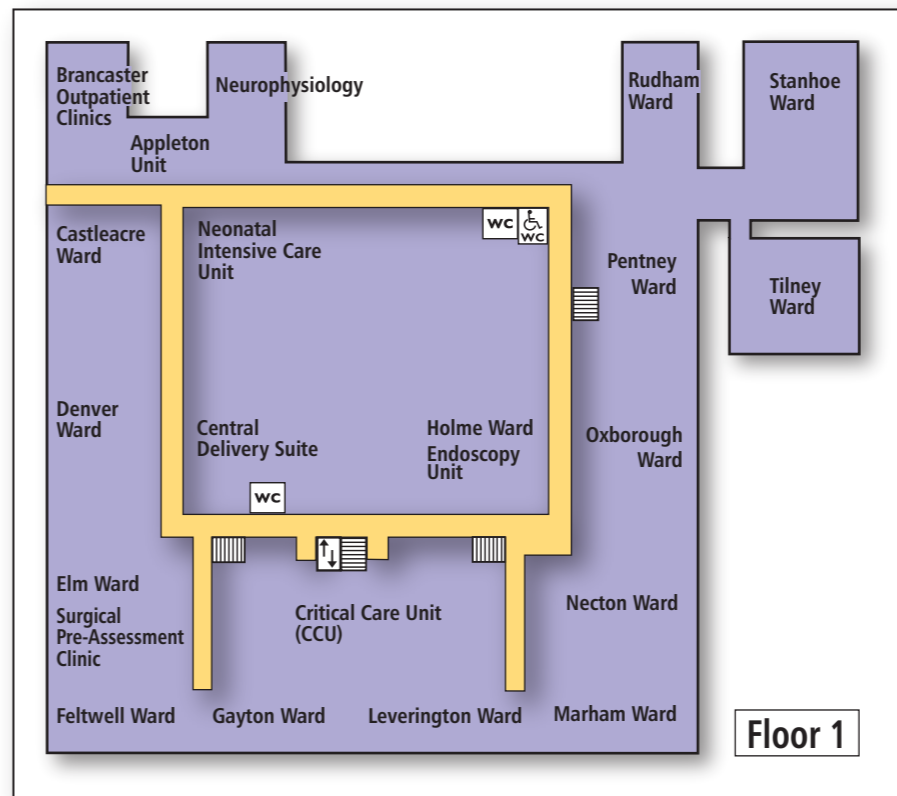 Brancaster
Outpatient
Clinics
Neurophysiology
Appleton
Unit
Rudham
Ward
Stanhoe
Ward
Castleacre
Ward
Neonatal
Intensive Care
Unit
WC
WC
Pentney
Ward
Tilney
Ward
Denver
Ward
Central
Delivery Suite
Holme Ward
Endoscopy
Unit
Oxborough
Ward
WC
Elm Ward
Surgical
Pre-Assessment
Clinic
Critical Care Unit
(CCU)
Necton Ward
Feltwell Ward
Gayton Ward
Leverington Ward
Marham Ward
Floor 1